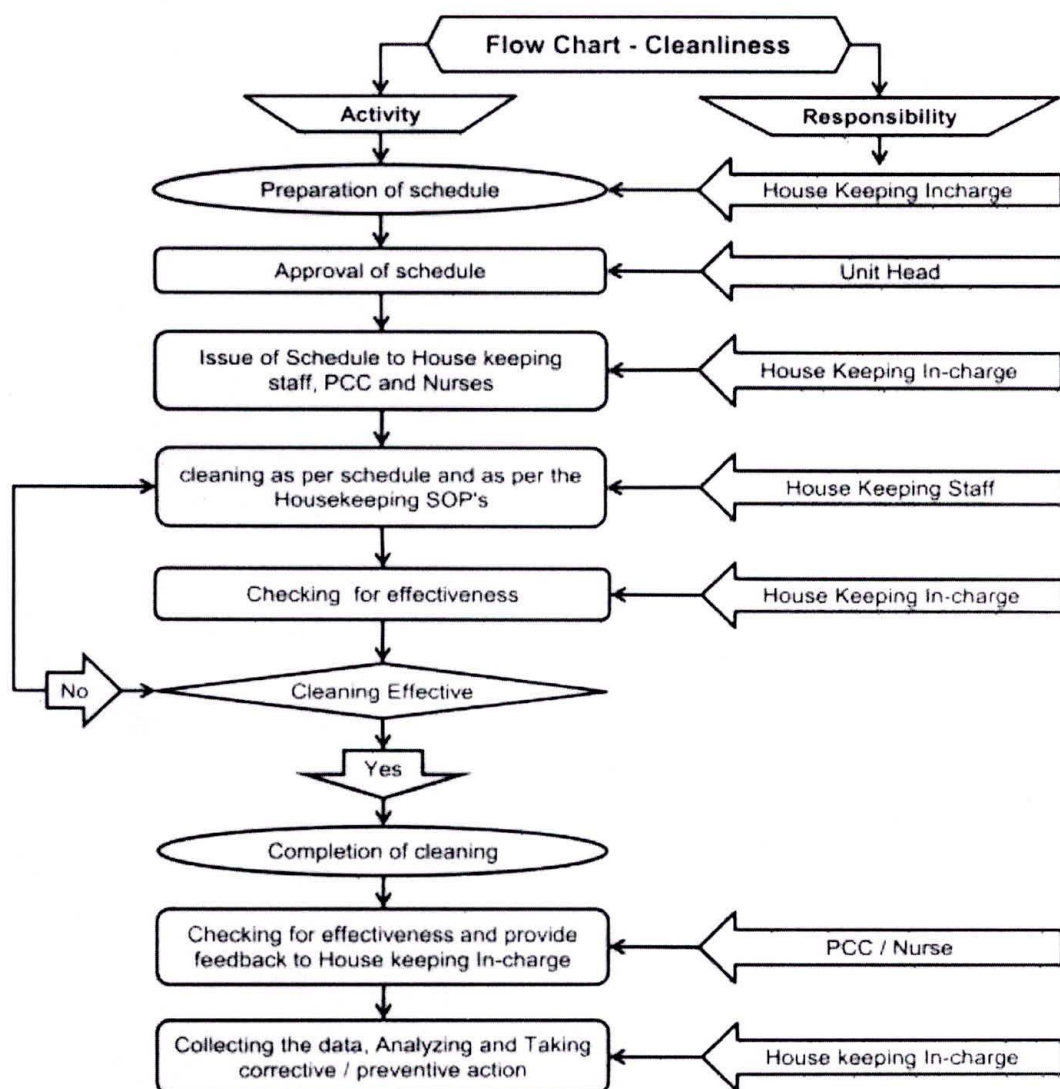 Flow Chart - Cleanliness
Activity
Responsibility
Preparation of schedule
House Keeping Incharge
Approval of schedule
Unit Head
Issue of Schedule to House keeping
staff, PCC and Nurses
House Keeping In-charge
cleaning as per schedule and as per the
Housekeeping SOP's
House Keeping Staff
Checking for effectiveness
House Keeping In-charge
No
Cleaning Effective
Yes
Completion of cleaning
Checking for effectiveness and provide
feedback to House keeping In-charge
PCC / Nurse
Collecting the data, Analyzing and Taking
corrective / preventive action
House keeping In-charge